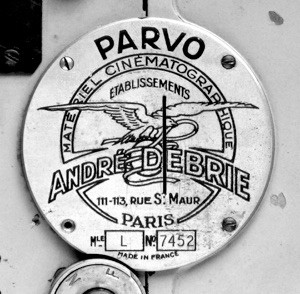 PARVO
MATÉRIEL CINÉMATOGRAPHIQUE
ÉTABLISSEMENTS
ANDRÉ DEBRIE
111-113, RUE ST MAUR
PARIS
MLE L NO 7452
MADE IN FRANCE